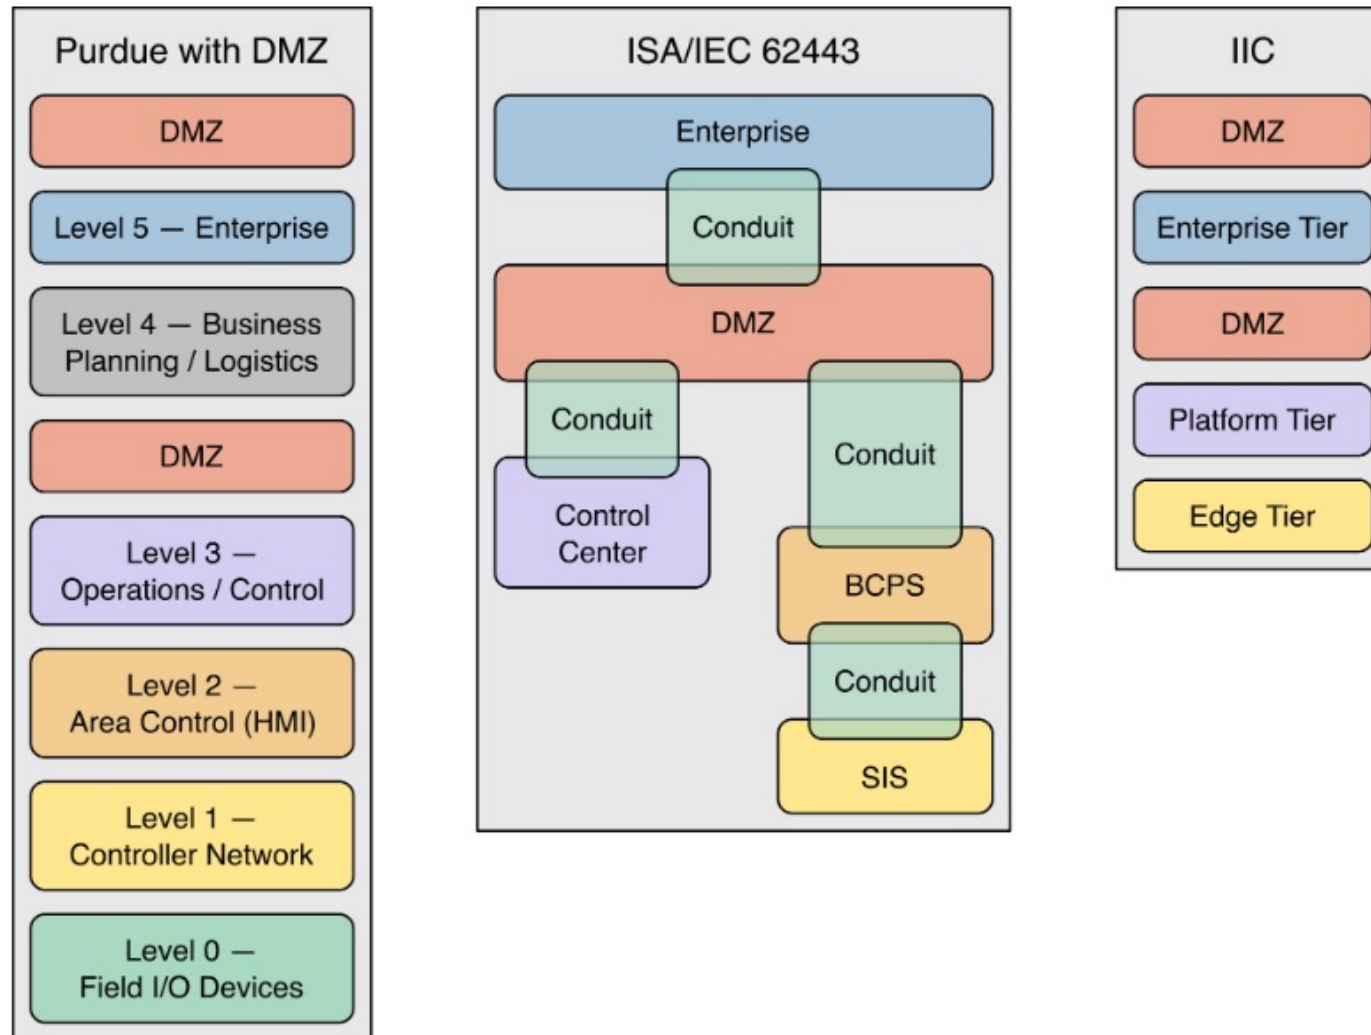 Purdue with DMZ
DMZ
Level 5 — Enterprise
Level 4 — Business
Planning / Logistics
DMZ
Level 3 —
Operations / Control
Level 2 —
Area Control (HMI)
Level 1 —
Controller Network
Level 0 —
Field I/O Devices
ISA/IEC 62443
Enterprise
Conduit
DMZ
Conduit
Conduit
Control
Center
BCPS
Conduit
SIS
IIC
DMZ
Enterprise Tier
DMZ
Platform Tier
Edge Tier